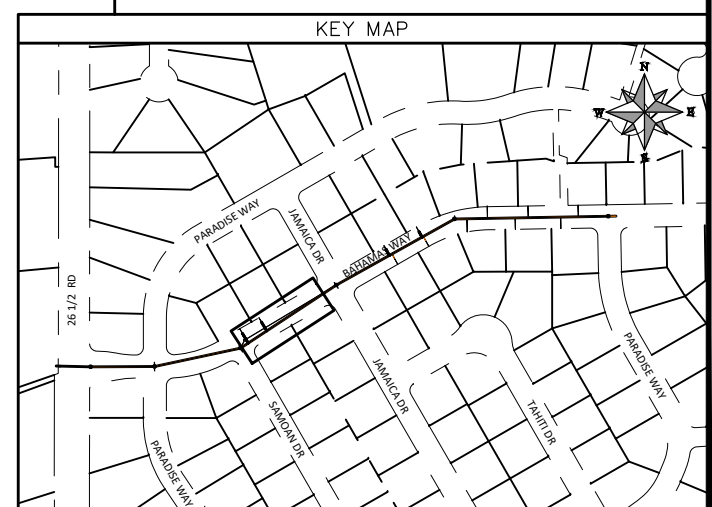 KEY MAP
N
W
E
PARADISE WAY
JAMAICA DR
BAHAMAS WAY
26 1/2 RD
PARADISE WAY
JAMAICA DR
SAMOAN DR
TAHITI DR
PARADISE WAY